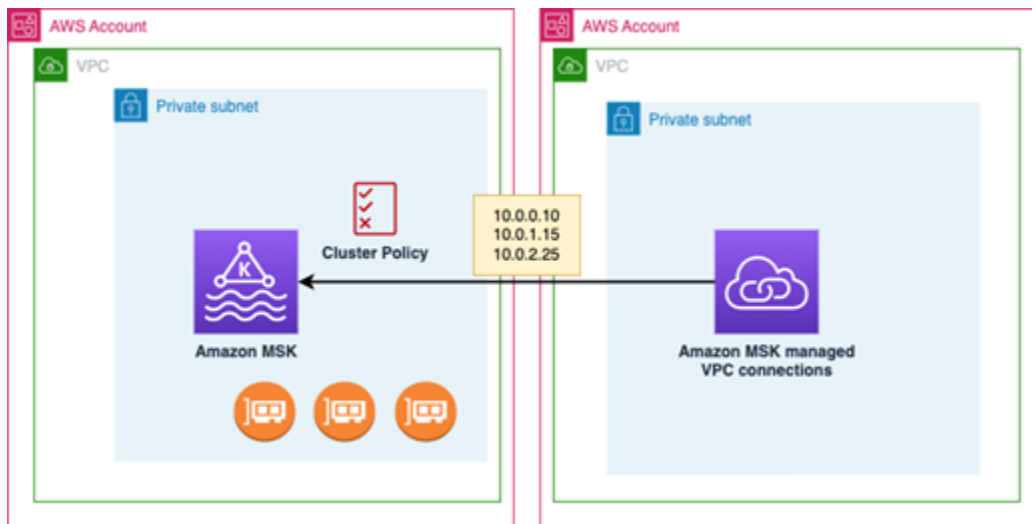 AWS Account
VPC
Private subnet
Cluster Policy
K
Amazon MSK
10.0.0.10
10.0.1.15
10.0.2.25
AWS Account
VPC
Private subnet
Amazon MSK managed
VPC connections